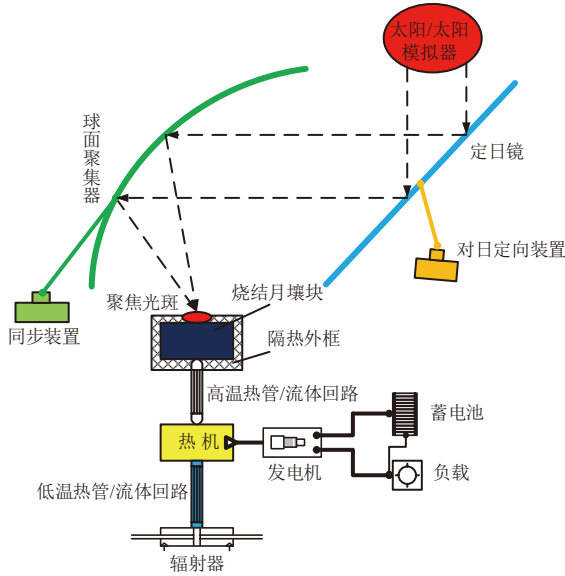 太阳/太阳
模拟器
球面聚集器
定日镜
对日定向装置
聚焦光斑
烧结月壤块
同步装置
隔热外框
高温热管/流体回路
蓄电池
热机
发电机
负载
低温热管/流体回路
辐射器